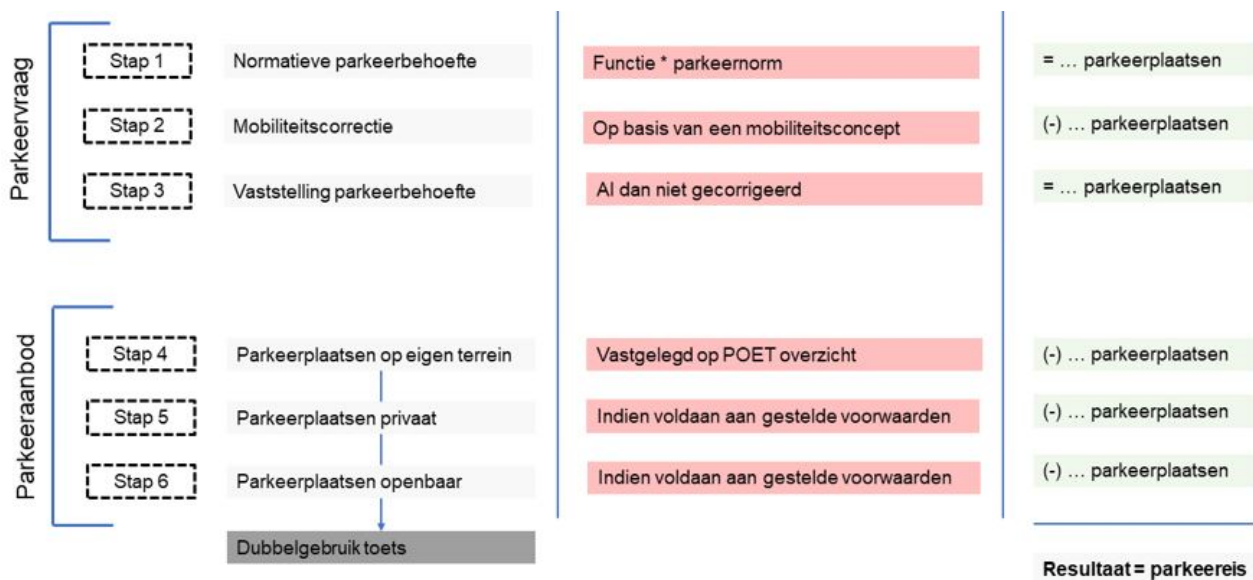 Parkeervraag
Stap 1 Normatieve parkeerbehoefte Functie * parkeernorm = … parkeerplaatsen
Stap 2 Mobiliteitscorrectie Op basis van een mobiliteitsconcept (-) … parkeerplaatsen
Stap 3 Vaststelling parkeerbehoefte Al dan niet gecorrigeerd = … parkeerplaatsen
Parkeeraanbod
Stap 4 Parkeerplaatsen op eigen terrein Vastgelegd op POET overzicht (-) … parkeerplaatsen
Stap 5 Parkeerplaatsen privaat Indien voldaan aan gestelde voorwaarden (-) … parkeerplaatsen
Stap 6 Parkeerplaatsen openbaar Indien voldaan aan gestelde voorwaarden (-) … parkeerplaatsen
Dubbelgebruik toets
Resultaat = parkeereis